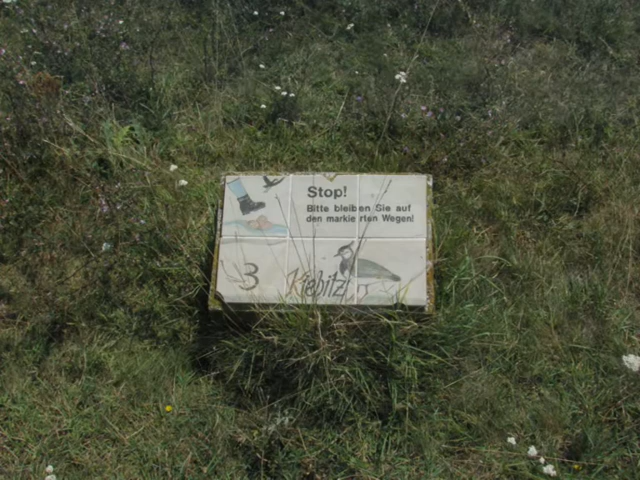 Stop!
Bitte bleiben Sie auf
den markierten Wegen!
3 Kiebitz